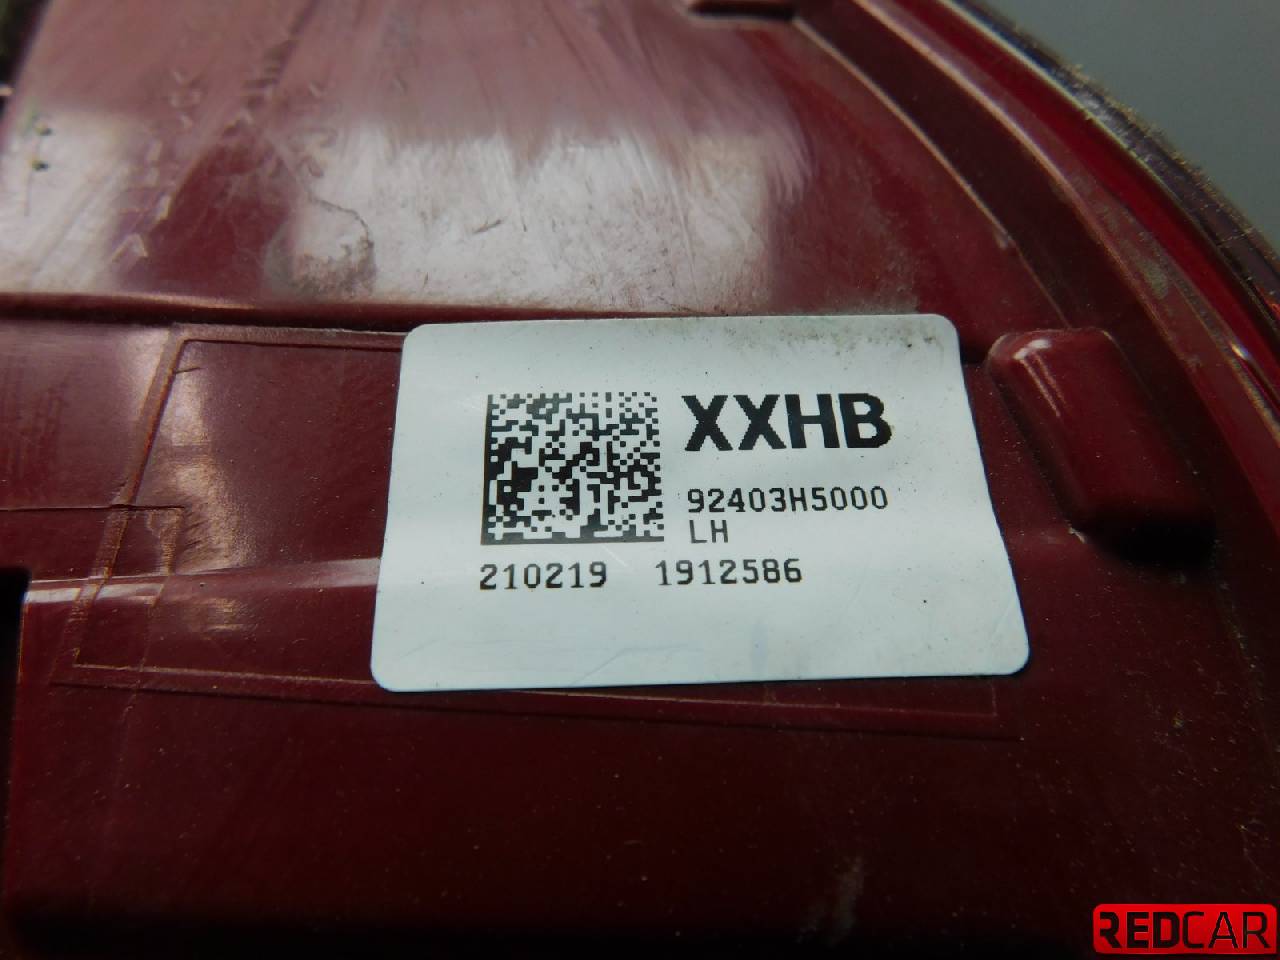 XXHB
92403H5000
LH
210219 1912586
REDCAR